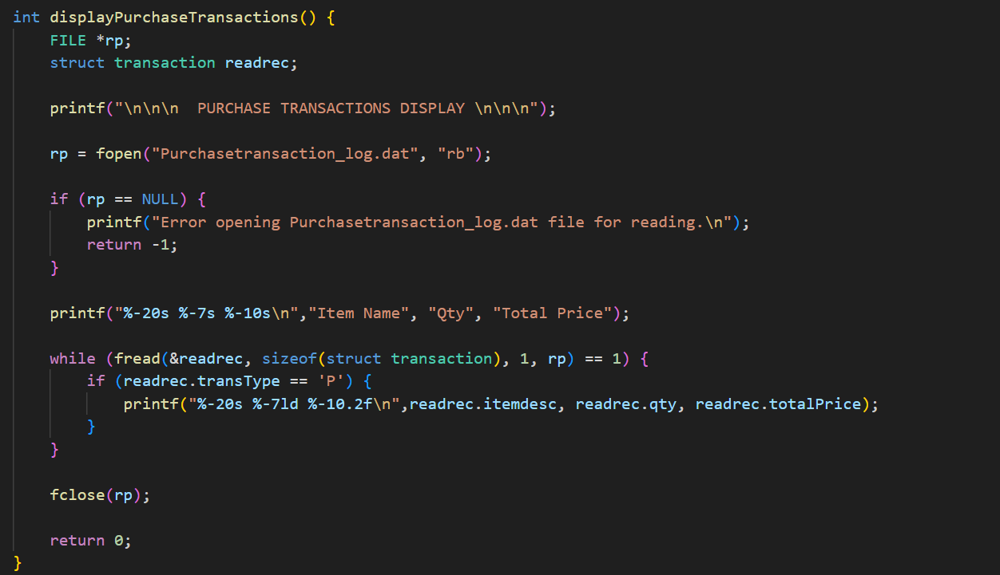 int displayPurchaseTransactions() {
    FILE *rp;
    struct transaction readrec;

    printf("\n\n\n  PURCHASE TRANSACTIONS DISPLAY \n\n\n");

    rp = fopen("Purchasetransaction_log.dat", "rb");

    if (rp == NULL) {
        printf("Error opening Purchasetransaction_log.dat file for reading.\n");
        return -1;
    }

    printf("%-20s %-7s %-10s\n","Item Name", "Qty", "Total Price");

    while (fread(&readrec, sizeof(struct transaction), 1, rp) == 1) {
        if (readrec.transType == 'P') {
            printf("%-20s %-7ld %-10.2f\n",readrec.itemdesc, readrec.qty, readrec.totalPrice);
        }
    }

    fclose(rp);

    return 0;
}